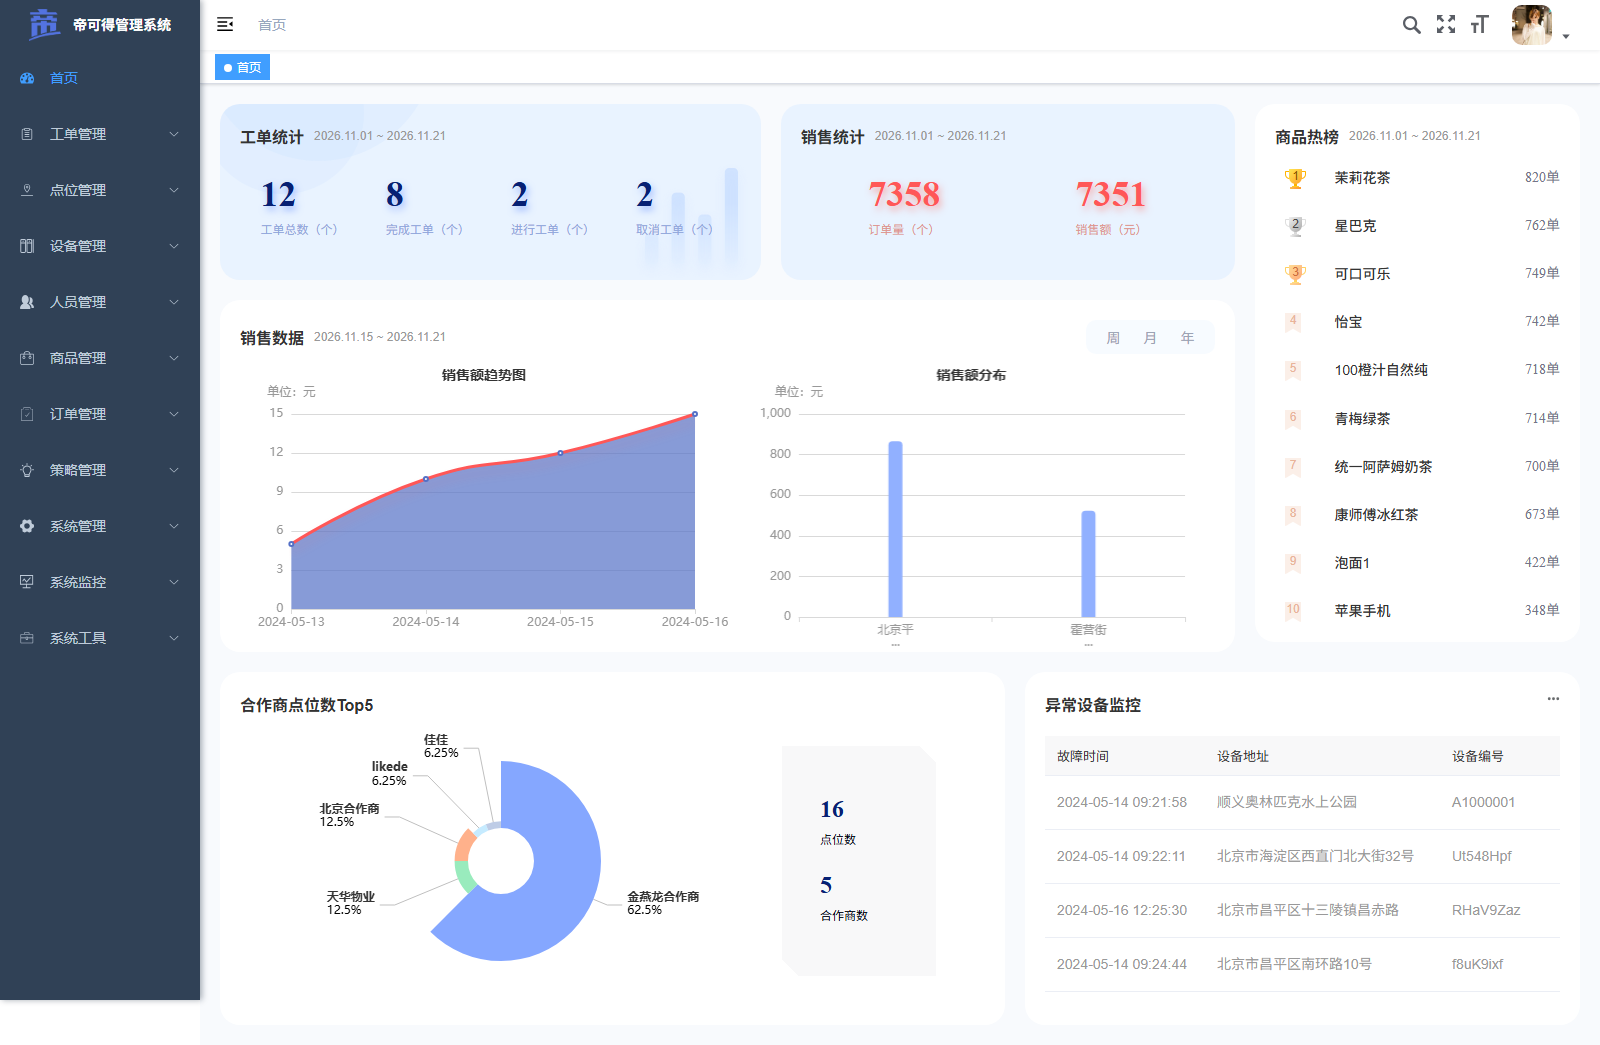 帝可得管理系统
首页
工单管理
点位管理
设备管理
人员管理
商品管理
订单管理
策略管理
系统管理
系统监控
系统工具
首页
首页
工单统计 2026.11.01 ~ 2026.11.21
12 8 2 2
工单总数（个） 完成工单（个） 进行工单（个） 取消工单（个）
销售统计 2026.11.01 ~ 2026.11.21
7358 7351
订单量（个） 销售额（元）
商品热榜 2026.11.01 ~ 2026.11.21
1 茉莉花茶 820单
2 星巴克 762单
3 可口可乐 749单
4 怡宝 742单
5 100橙汁自然纯 718单
6 青梅绿茶 714单
7 统一阿萨姆奶茶 700单
8 康师傅冰红茶 673单
9 泡面1 422单
10 苹果手机 348单
销售数据 2026.11.15 ~ 2026.11.21
周 月 年
销售额趋势图
单位：元
15
12
9
6
3
0
2024-05-13 2024-05-14 2024-05-15 2024-05-16
销售额分布
单位：元
1,000
800
600
400
200
0
北京平... 霍营街...
合作商点位数Top5
佳佳
6.25%
likede
6.25%
北京合作商
12.5%
天华物业
12.5%
金燕龙合作商
62.5%
16
点位数
5
合作商数
异常设备监控 ...
故障时间 设备地址 设备编号
2024-05-14 09:21:58 顺义奥林匹克水上公园 A1000001
2024-05-14 09:22:11 北京市海淀区西直门北大街32号 Ut548Hpf
2024-05-16 12:25:30 北京市昌平区十三陵镇昌赤路 RHaV9Zaz
2024-05-14 09:24:44 北京市昌平区南环路10号 f8uK9ixf